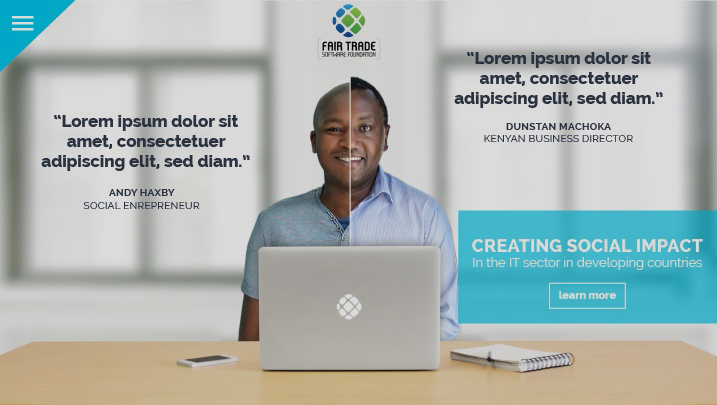 FAIR TRADE
SOFTWARE FOUNDATION
“Lorem ipsum dolor sit
amet, consectetuer
adipiscing elit, sed diam.”
ANDY HAXBY
SOCIAL ENREPRENEUR
“Lorem ipsum dolor sit
amet, consectetuer
adipiscing elit, sed diam.”
DUNSTAN MACHOKA
KENYAN BUSINESS DIRECTOR
CREATING SOCIAL IMPACT
In the IT sector in developing countries
learn more